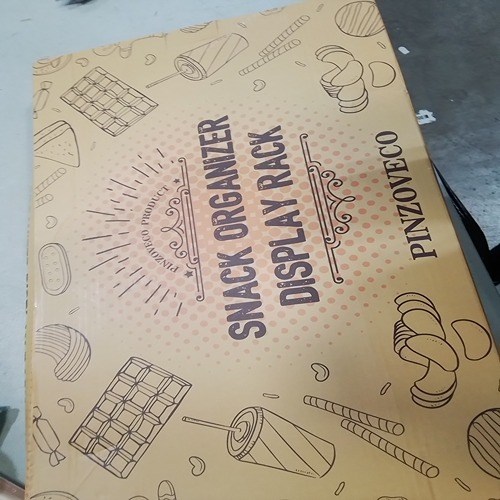 PINZOVECO PRODUCT
SNACK ORGANIZER
DISPLAY RACK
PINZOVECO